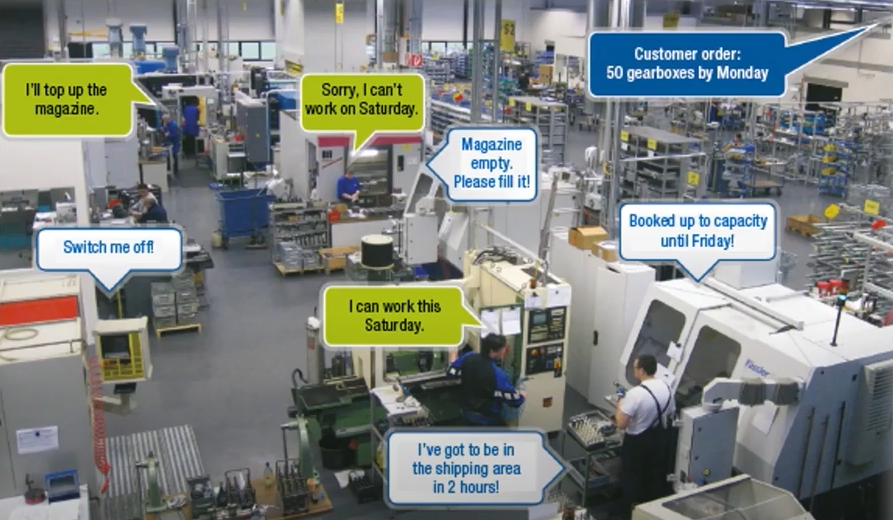 Customer order:
50 gearboxes by Monday
I'll top up the
magazine.
Sorry, I can't
work on Saturday.
Magazine
empty.
Please fill it!
Booked up to capacity
until Friday!
Switch me off!
I can work this
Saturday.
I've got to be in
the shipping area
in 2 hours!